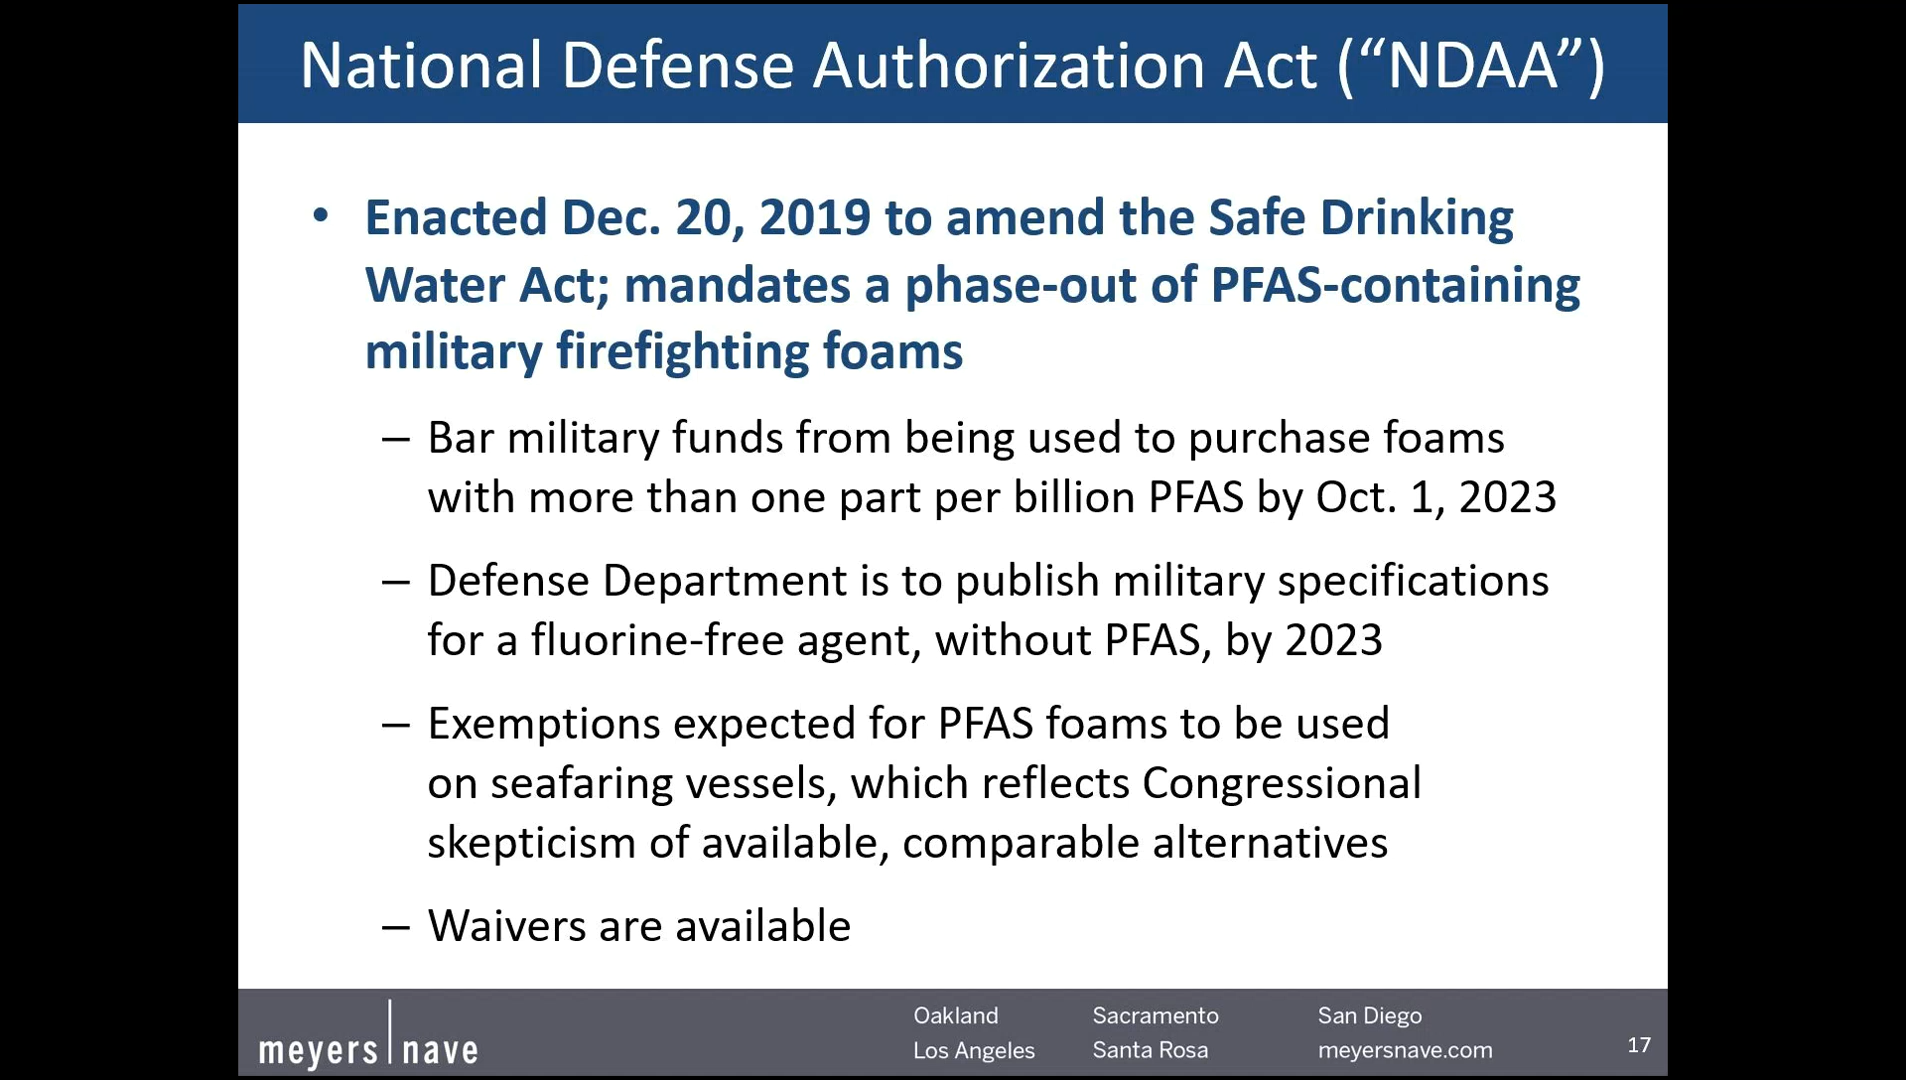 National Defense Authorization Act (“NDAA”)
• Enacted Dec. 20, 2019 to amend the Safe Drinking
Water Act; mandates a phase-out of PFAS-containing
military firefighting foams
– Bar military funds from being used to purchase foams
with more than one part per billion PFAS by Oct. 1, 2023
– Defense Department is to publish military specifications
for a fluorine-free agent, without PFAS, by 2023
– Exemptions expected for PFAS foams to be used
on seafaring vessels, which reflects Congressional
skepticism of available, comparable alternatives
– Waivers are available
meyers nave
Oakland Sacramento San Diego
Los Angeles Santa Rosa meyersnave.com
17